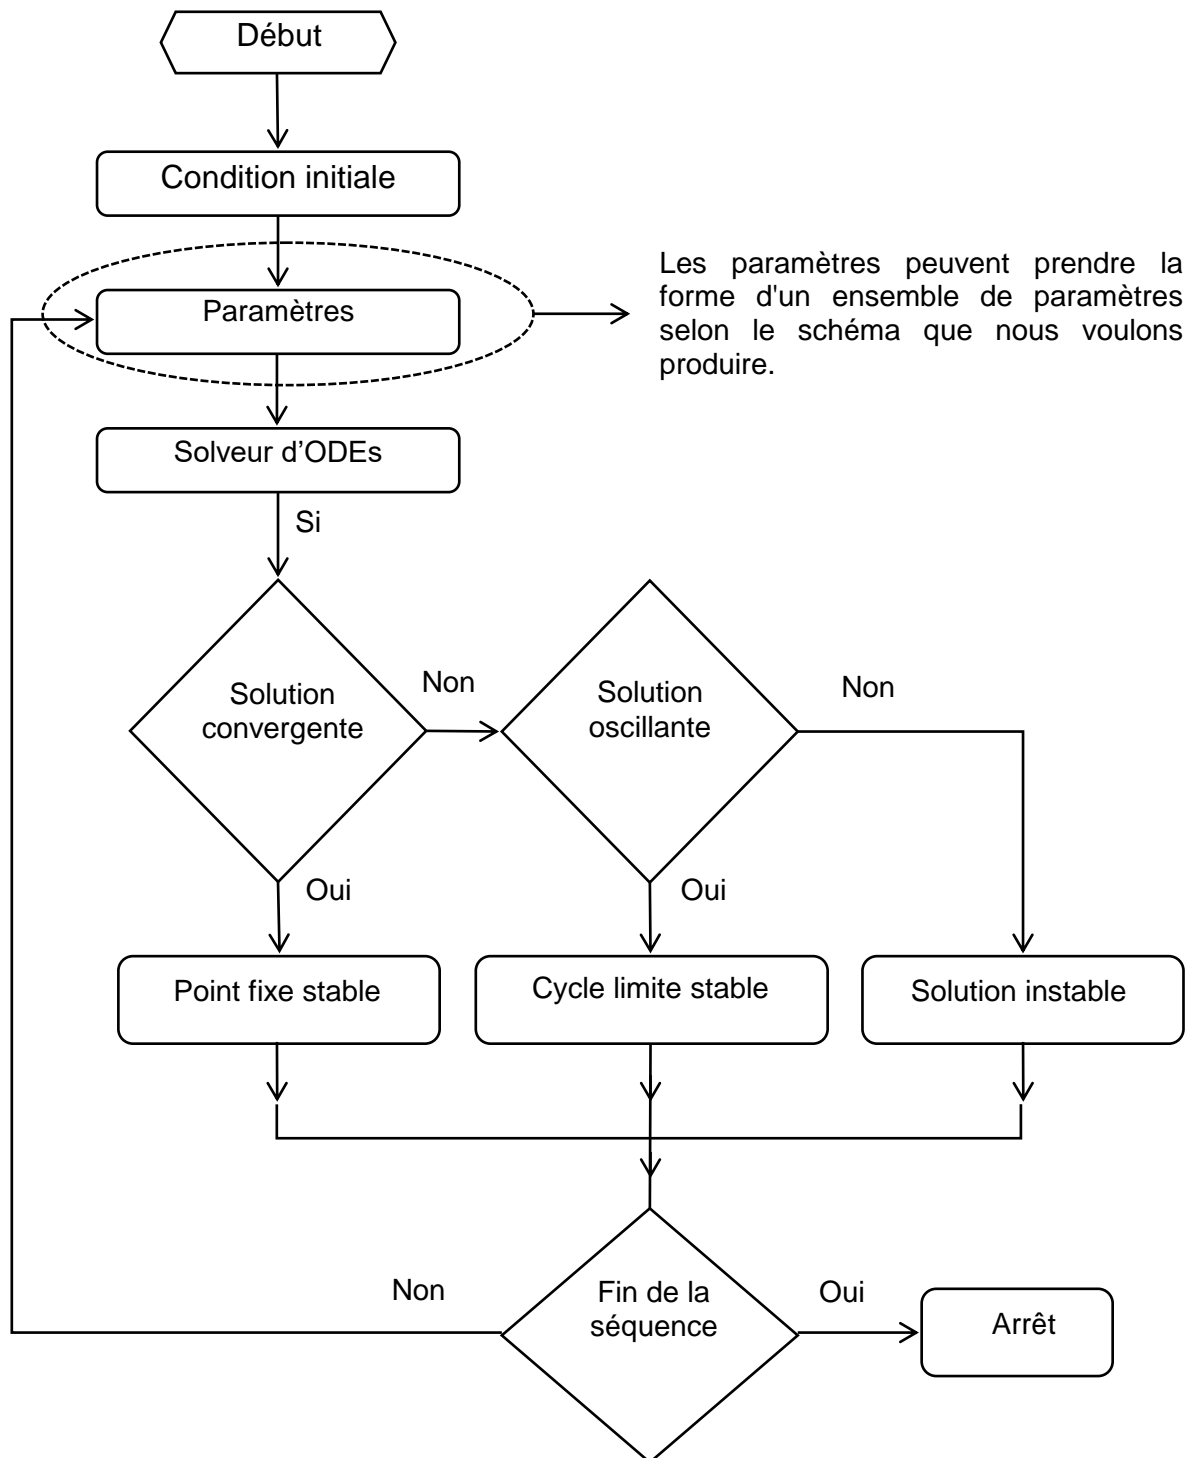 Début
Condition initiale
Paramètres
Les paramètres peuvent prendre la
forme d'un ensemble de paramètres
selon le schéma que nous voulons
produire.
Solveur d’ODEs
Si
Solution
convergente
Non
Solution
oscillante
Non
Oui
Oui
Point fixe stable
Cycle limite stable
Solution instable
Non
Fin de la
séquence
Oui
Arrêt